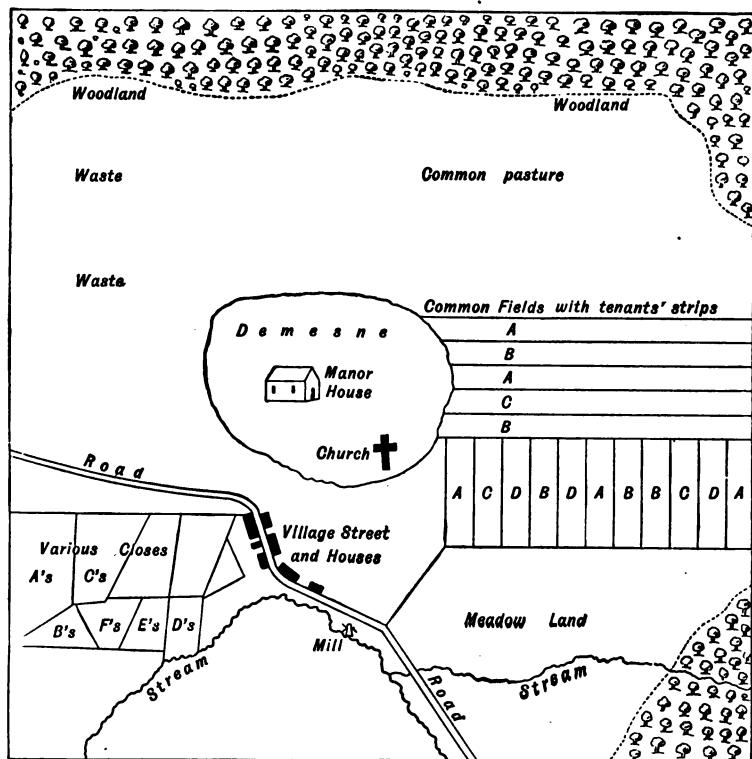 Woodland
Woodland
Waste
Common pasture
Waste
Common Fields with tenants' strips
Demesne
A
B
Manor
House
A
C
B
Church
Road
A C D B D A B B C D A
Village Street
and Houses
Various Closes
A's C's
B's F's E's D's
Meadow Land
Mill
Stream
Road
Stream